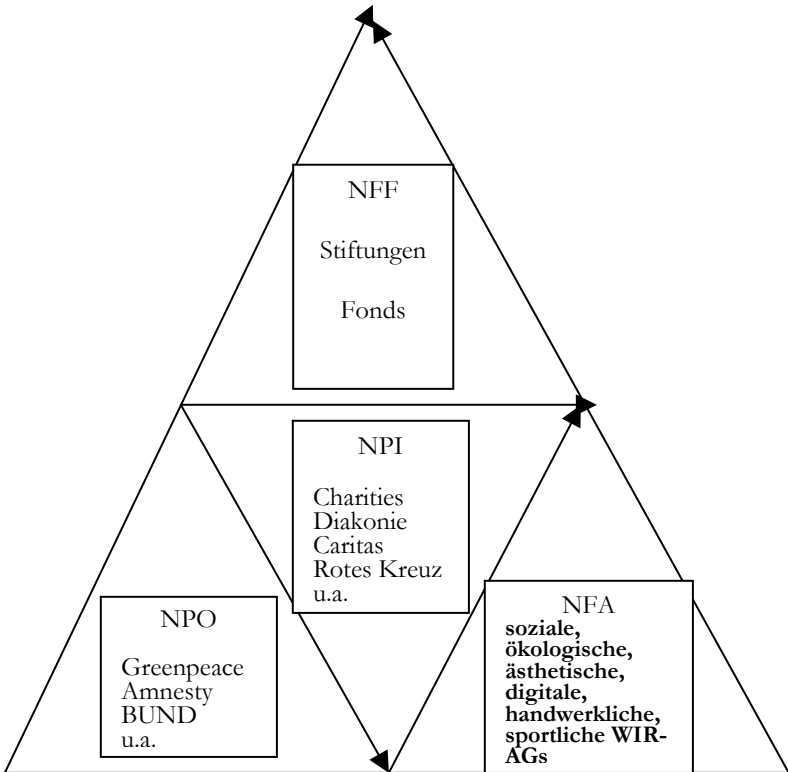 NFF
Stiftungen
Fonds
NPI
Charities
Diakonie
Caritas
Rotes Kreuz
u.a.
NPO
Greenpeace
Amnesty
BUND
u.a.
NFA
soziale,
ökologische,
ästhetische,
digitale,
handwerkliche,
sportliche WIR-
AGs